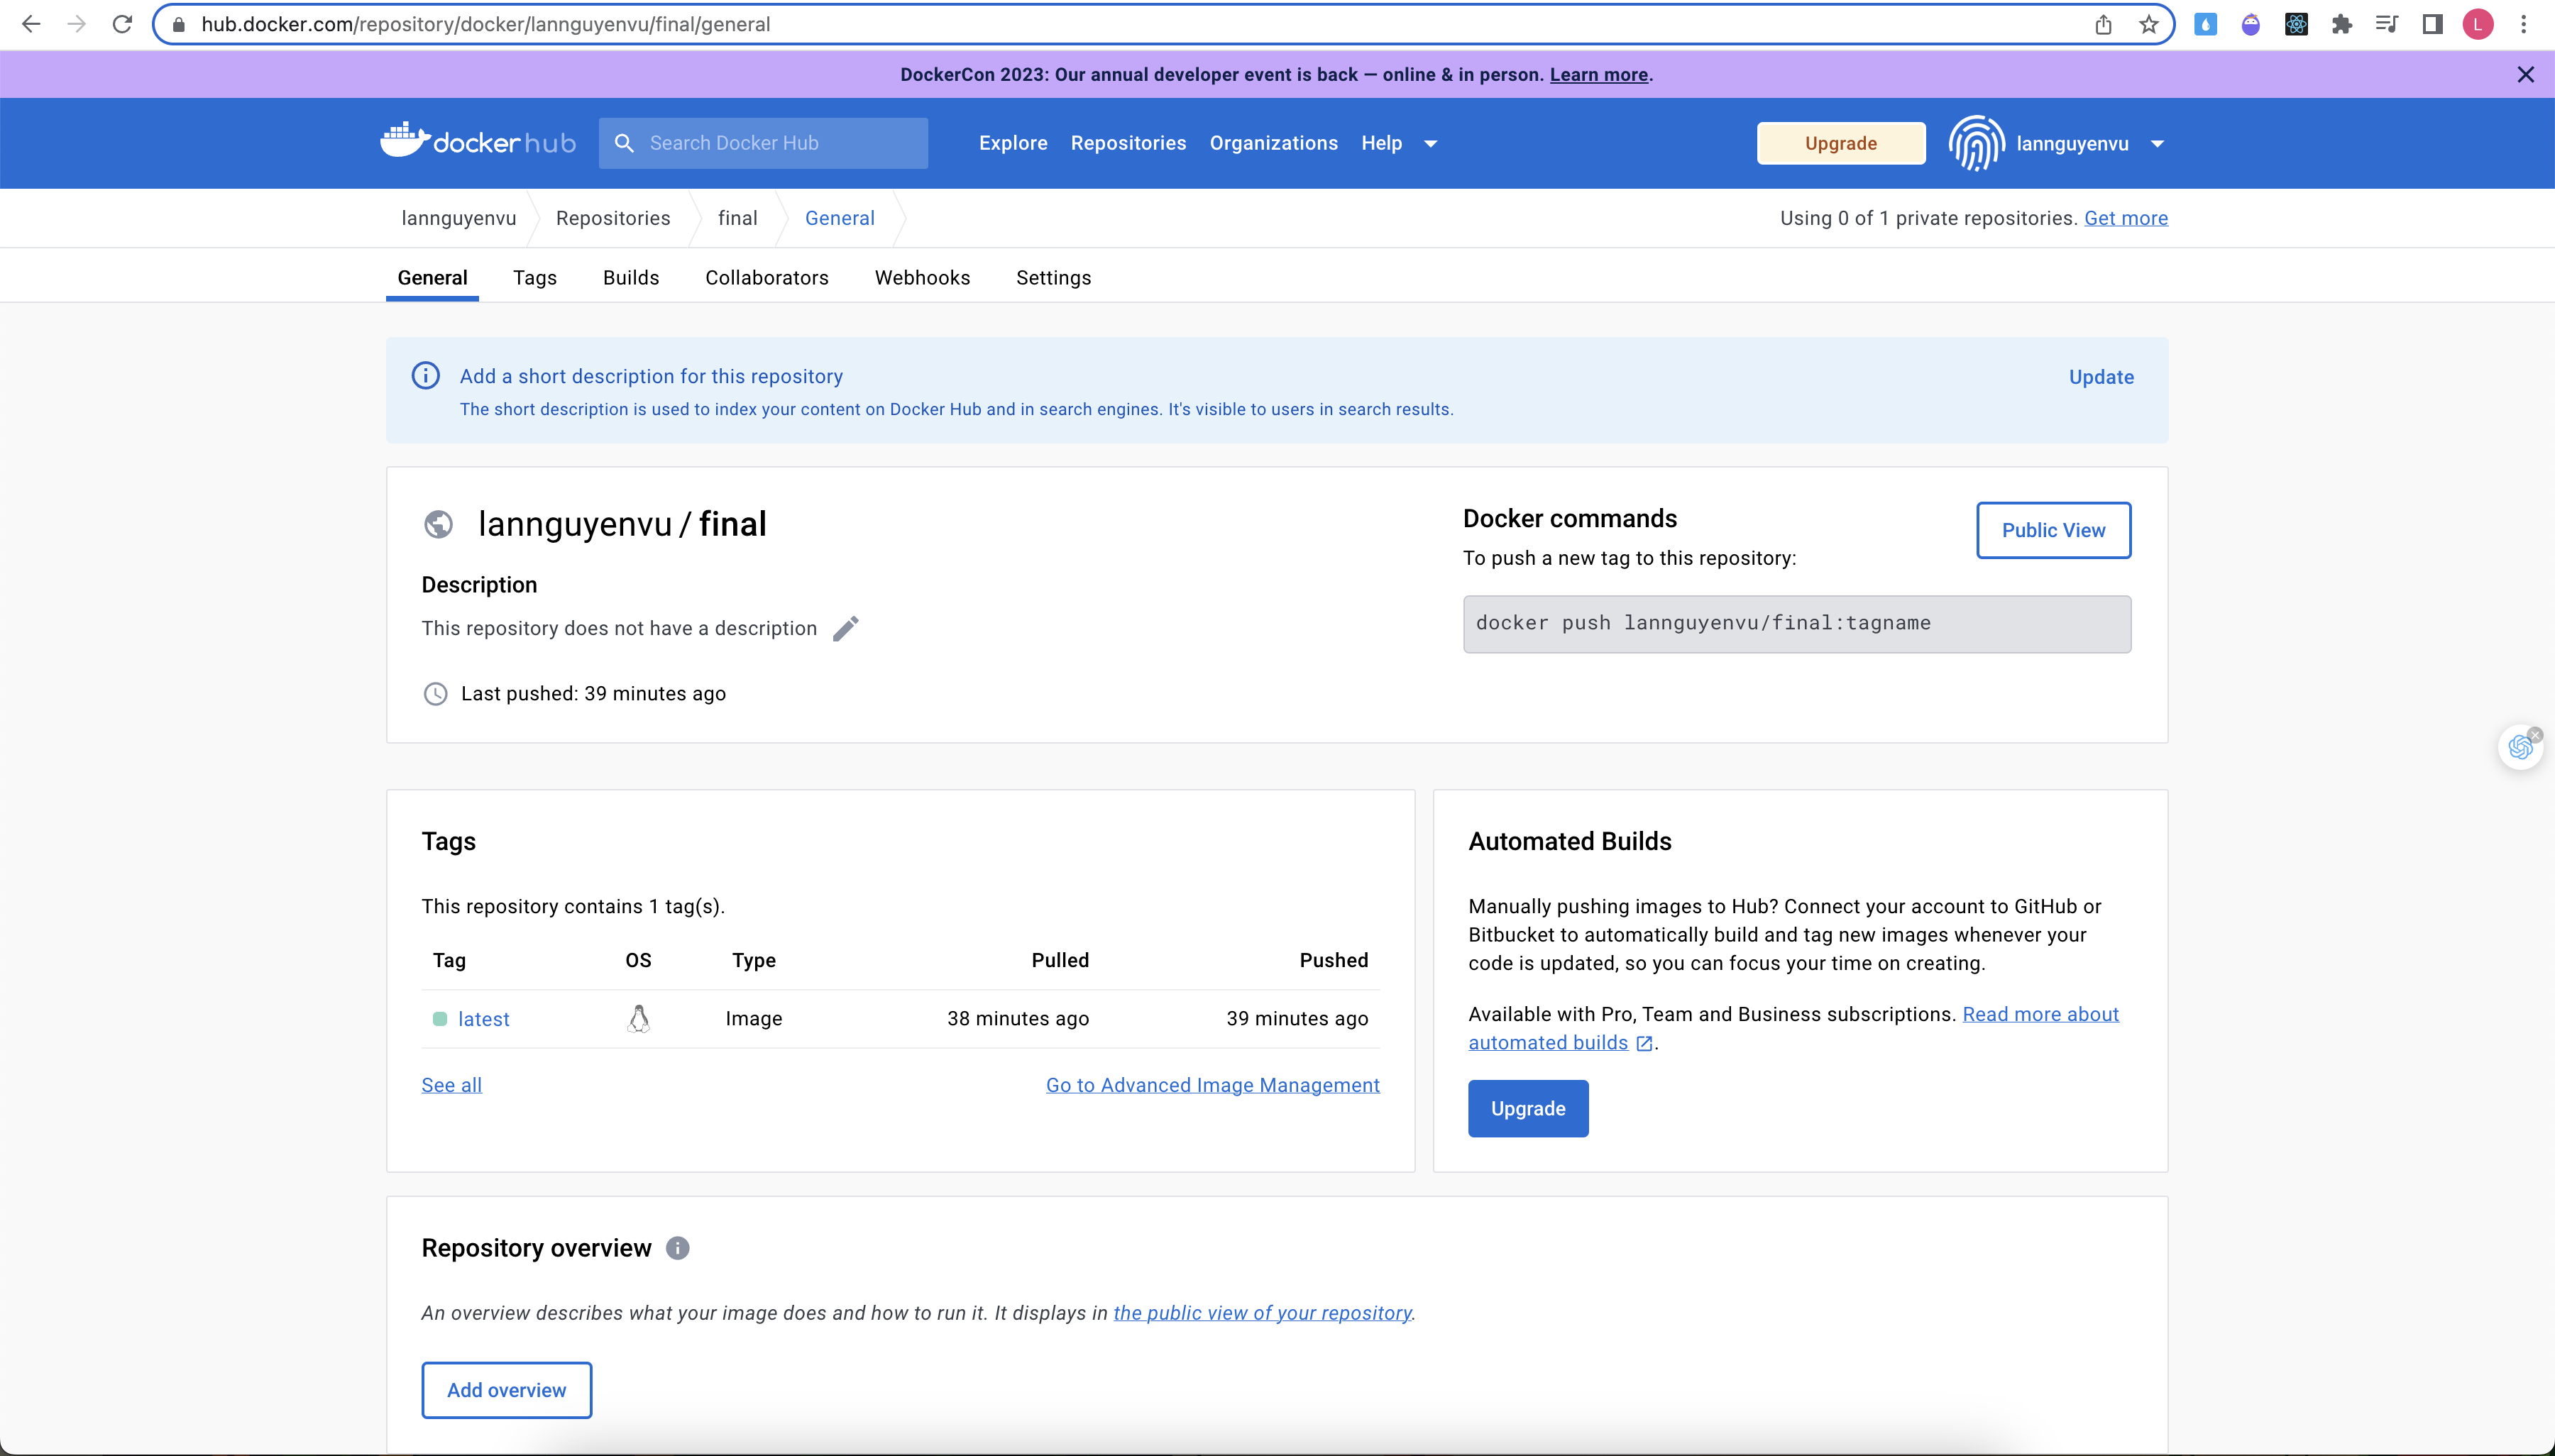 hub.docker.com/repository/docker/lannguyenvu/final/general
L
DockerCon 2023: Our annual developer event is back — online & in person. Learn more.
docker hub
Search Docker Hub
Explore
Repositories
Organizations
Help
Upgrade
lannguyenvu
lannguyenvu
Repositories
final
General
Using 0 of 1 private repositories. Get more
General
Tags
Builds
Collaborators
Webhooks
Settings
Add a short description for this repository
Update
The short description is used to index your content on Docker Hub and in search engines. It's visible to users in search results.
lannguyenvu / final
Description
This repository does not have a description
Last pushed: 39 minutes ago
Docker commands
Public View
To push a new tag to this repository:
docker push lannguyenvu/final:tagname
Tags
This repository contains 1 tag(s).
Tag OS Type Pulled Pushed
latest Image 38 minutes ago 39 minutes ago
See all
Go to Advanced Image Management
Automated Builds
Manually pushing images to Hub? Connect your account to GitHub or
Bitbucket to automatically build and tag new images whenever your
code is updated, so you can focus your time on creating.
Available with Pro, Team and Business subscriptions. Read more about
automated builds .
Upgrade
Repository overview
An overview describes what your image does and how to run it. It displays in the public view of your repository.
Add overview